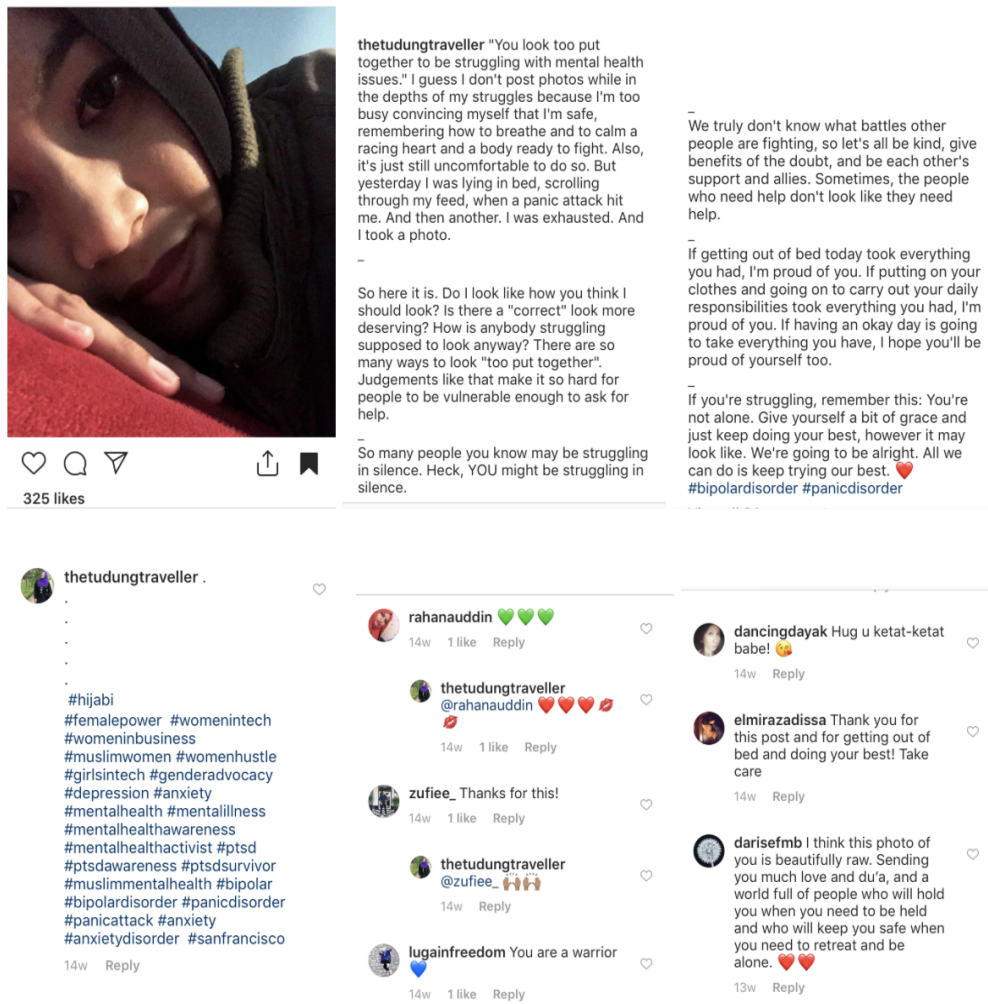 325 likes
thetudungtraveller "You look too put
together to be struggling with mental health
issues." I guess I don't post photos while in
the depths of my struggles because I'm too
busy convincing myself that I'm safe,
remembering how to breathe and to calm a
racing heart and a body ready to fight. Also,
it's just still uncomfortable to do so. But
yesterday I was lying in bed, scrolling
through my feed, when a panic attack hit
me. And then another. I was exhausted. And
I took a photo.
_
So here it is. Do I look like how you think I
should look? Is there a "correct" look more
deserving? How is anybody struggling
supposed to look anyway? There are so
many ways to look "too put together".
Judgements like that make it so hard for
people to be vulnerable enough to ask for
help.
_
So many people you know may be struggling
in silence. Heck, YOU might be struggling in
silence.
_
We truly don't know what battles other
people are fighting, so let's all be kind, give
benefits of the doubt, and be each other's
support and allies. Sometimes, the people
who need help don't look like they need
help.
_
If getting out of bed today took everything
you had, I'm proud of you. If putting on your
clothes and going on to carry out your daily
responsibilities took everything you had, I'm
proud of you. If having an okay day is going
to take everything you have, I hope you'll be
proud of yourself too.
_
If you're struggling, remember this: You're
not alone. Give yourself a bit of grace and
just keep doing your best, however it may
look like. We're going to be alright. All we
can do is keep trying our best. ❤️
#bipolardisorder #panicdisorder
thetudungtraveller .
.
.
.
.
.
#hijabi
#femalepower #womenintech
#womeninbusiness
#muslimwomen #womenhustle
#girlsintech #genderadvocacy
#depression #anxiety
#mentalhealth #mentalillness
#mentalhealthawareness
#mentalhealthactivist #ptsd
#ptsdawareness #ptsdsurvivor
#muslimmentalhealth #bipolar
#bipolardisorder #panicdisorder
#panicattack #anxiety
#anxietydisorder #sanfrancisco
14w Reply
rahanauddin 💚💚💚
14w 1 like Reply
thetudungtraveller
@rahanauddin ❤️❤️❤️💋
💋
14w 1 like Reply
zufiee_ Thanks for this!
14w 1 like Reply
thetudungtraveller
@zufiee_ 🙌🏽🙌🏽
14w Reply
lugainfreedom You are a warrior
💙
14w 1 like Reply
dancingdayak Hug u ketat-ketat
babe! 😘
14w Reply
elmirazadissa Thank you for
this post and for getting out of
bed and doing your best! Take
care
14w Reply
darisefmb I think this photo of
you is beautifully raw. Sending
you much love and du'a, and a
world full of people who will hold
you when you need to be held
and who will keep you safe when
you need to retreat and be
alone. ❤️❤️
13w Reply